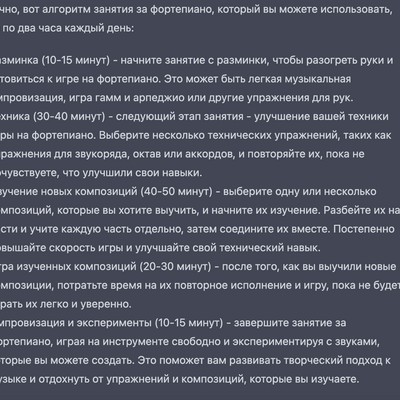 чно, вот алгоритм занятия за фортепиано, который вы можете использовать,
по два часа каждый день:
зминка (10-15 минут) - начните занятие с разминки, чтобы разогреть руки и
товиться к игре на фортепиано. Это может быть легкая музыкальная
провизация, игра гамм и арпеджио или другие упражнения для рук.
хника (30-40 минут) - следующий этап занятия - улучшение вашей техники
ры на фортепиано. Выберите несколько технических упражнений, таких как
ражнения для звукоряда, октав или аккордов, и повторяйте их, пока не
чувствуете, что улучшили свои навыки.
учение новых композиций (40-50 минут) - выберите одну или несколько
мпозиций, которые вы хотите выучить, и начните их изучение. Разбейте их на
сти и учите каждую часть отдельно, затем соедините их вместе. Постепенно
вышайте скорость игры и улучшайте свой технический навык.
ра изученных композиций (20-30 минут) - после того, как вы выучили новые
мпозиции, потратьте время на их повторное исполнение и игру, пока не будет
рать их легко и уверенно.
провизация и эксперименты (10-15 минут) - завершите занятие за
ртепиано, играя на инструменте свободно и экспериментируя с звуками,
торые вы можете создать. Это поможет вам развивать творческий подход к
зыке и отдохнуть от упражнений и композиций, которые вы изучаете.